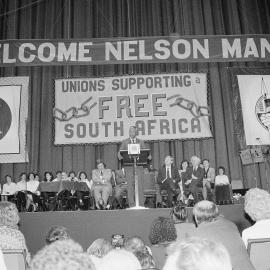 WELCOME NELSON MAN
UNIONS SUPPORTING a
FREE
SOUTH AFRICA